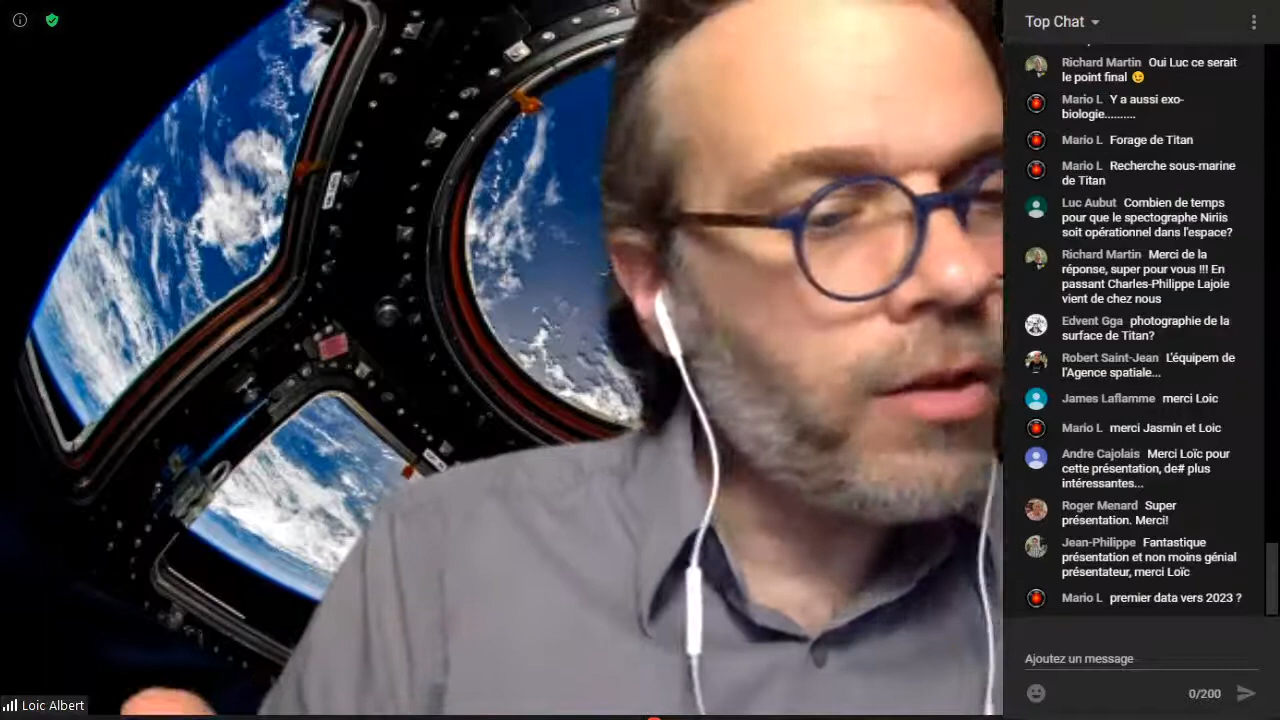 Top Chat
Richard Martin Oui Luc ce serait
le point final 😉
Mario L Y a aussi exo-
biologie..........
Mario L Forage de Titan
Mario L Recherche sous-marine
de Titan
Luc Aubut Combien de temps
pour que le spectographe Niriis
soit opérationnel dans l'espace?
Richard Martin Merci de la
réponse, super pour vous !!! En
passant Charles-Philippe Lajoie
vient de chez nous
Edvent Gga photographie de la
surface de Titan?
Robert Saint-Jean L'équipem de
l'Agence spatiale...
James Laflamme merci Loic
Mario L merci Jasmin et Loic
Andre Cajolais Merci Loïc pour
cette présentation, de# plus
intéressantes...
Roger Menard Super
présentation. Merci!
Jean-Philippe Fantastique
présentation et non moins génial
présentateur, merci Loïc
Mario L premier data vers 2023 ?
Ajoutez un message
0/200
Loic Albert